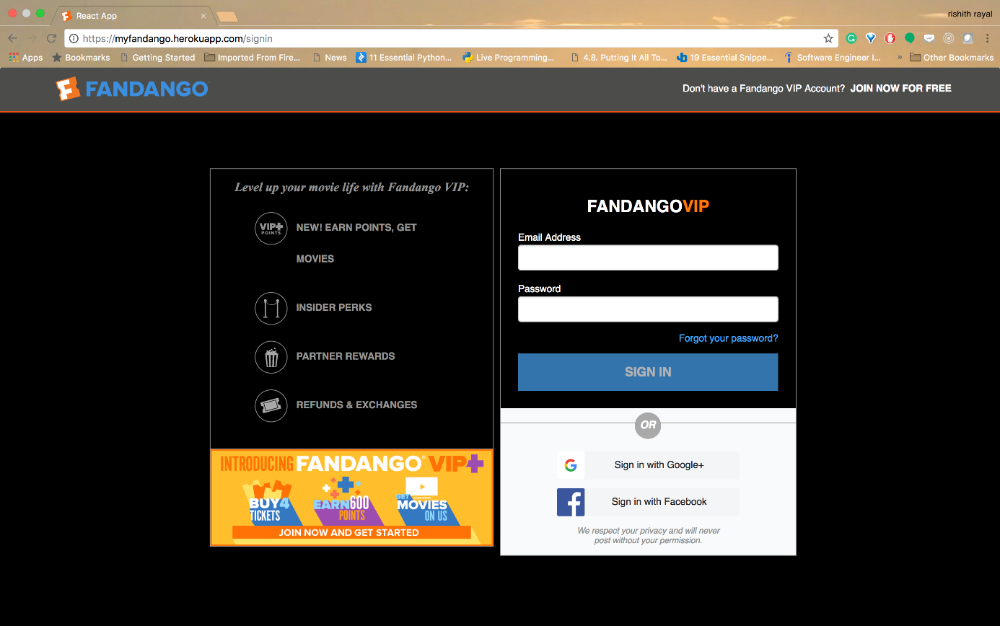 React App
rishith rayal
https://myfandango.herokuapp.com/signin
Apps Bookmarks Getting Started Imported From Fire... News 11 Essential Python... Live Programming... 4.8. Putting It All To... 19 Essential Snippe... Software Engineer I... » Other Bookmarks
FANDANGO
Don't have a Fandango VIP Account? JOIN NOW FOR FREE
Level up your movie life with Fandango VIP:
VIP+
POINTS
NEW! EARN POINTS, GET
MOVIES
INSIDER PERKS
PARTNER REWARDS
REFUNDS & EXCHANGES
INTRODUCING FANDANGO® VIP+
BUY 4
TICKETS
EARN 600
POINTS
GET
MOVIES
ON US
JOIN NOW AND GET STARTED
FANDANGOVIP
Email Address
Password
Forgot your password?
SIGN IN
OR
Sign in with Google+
Sign in with Facebook
We respect your privacy and will never
post without your permission.